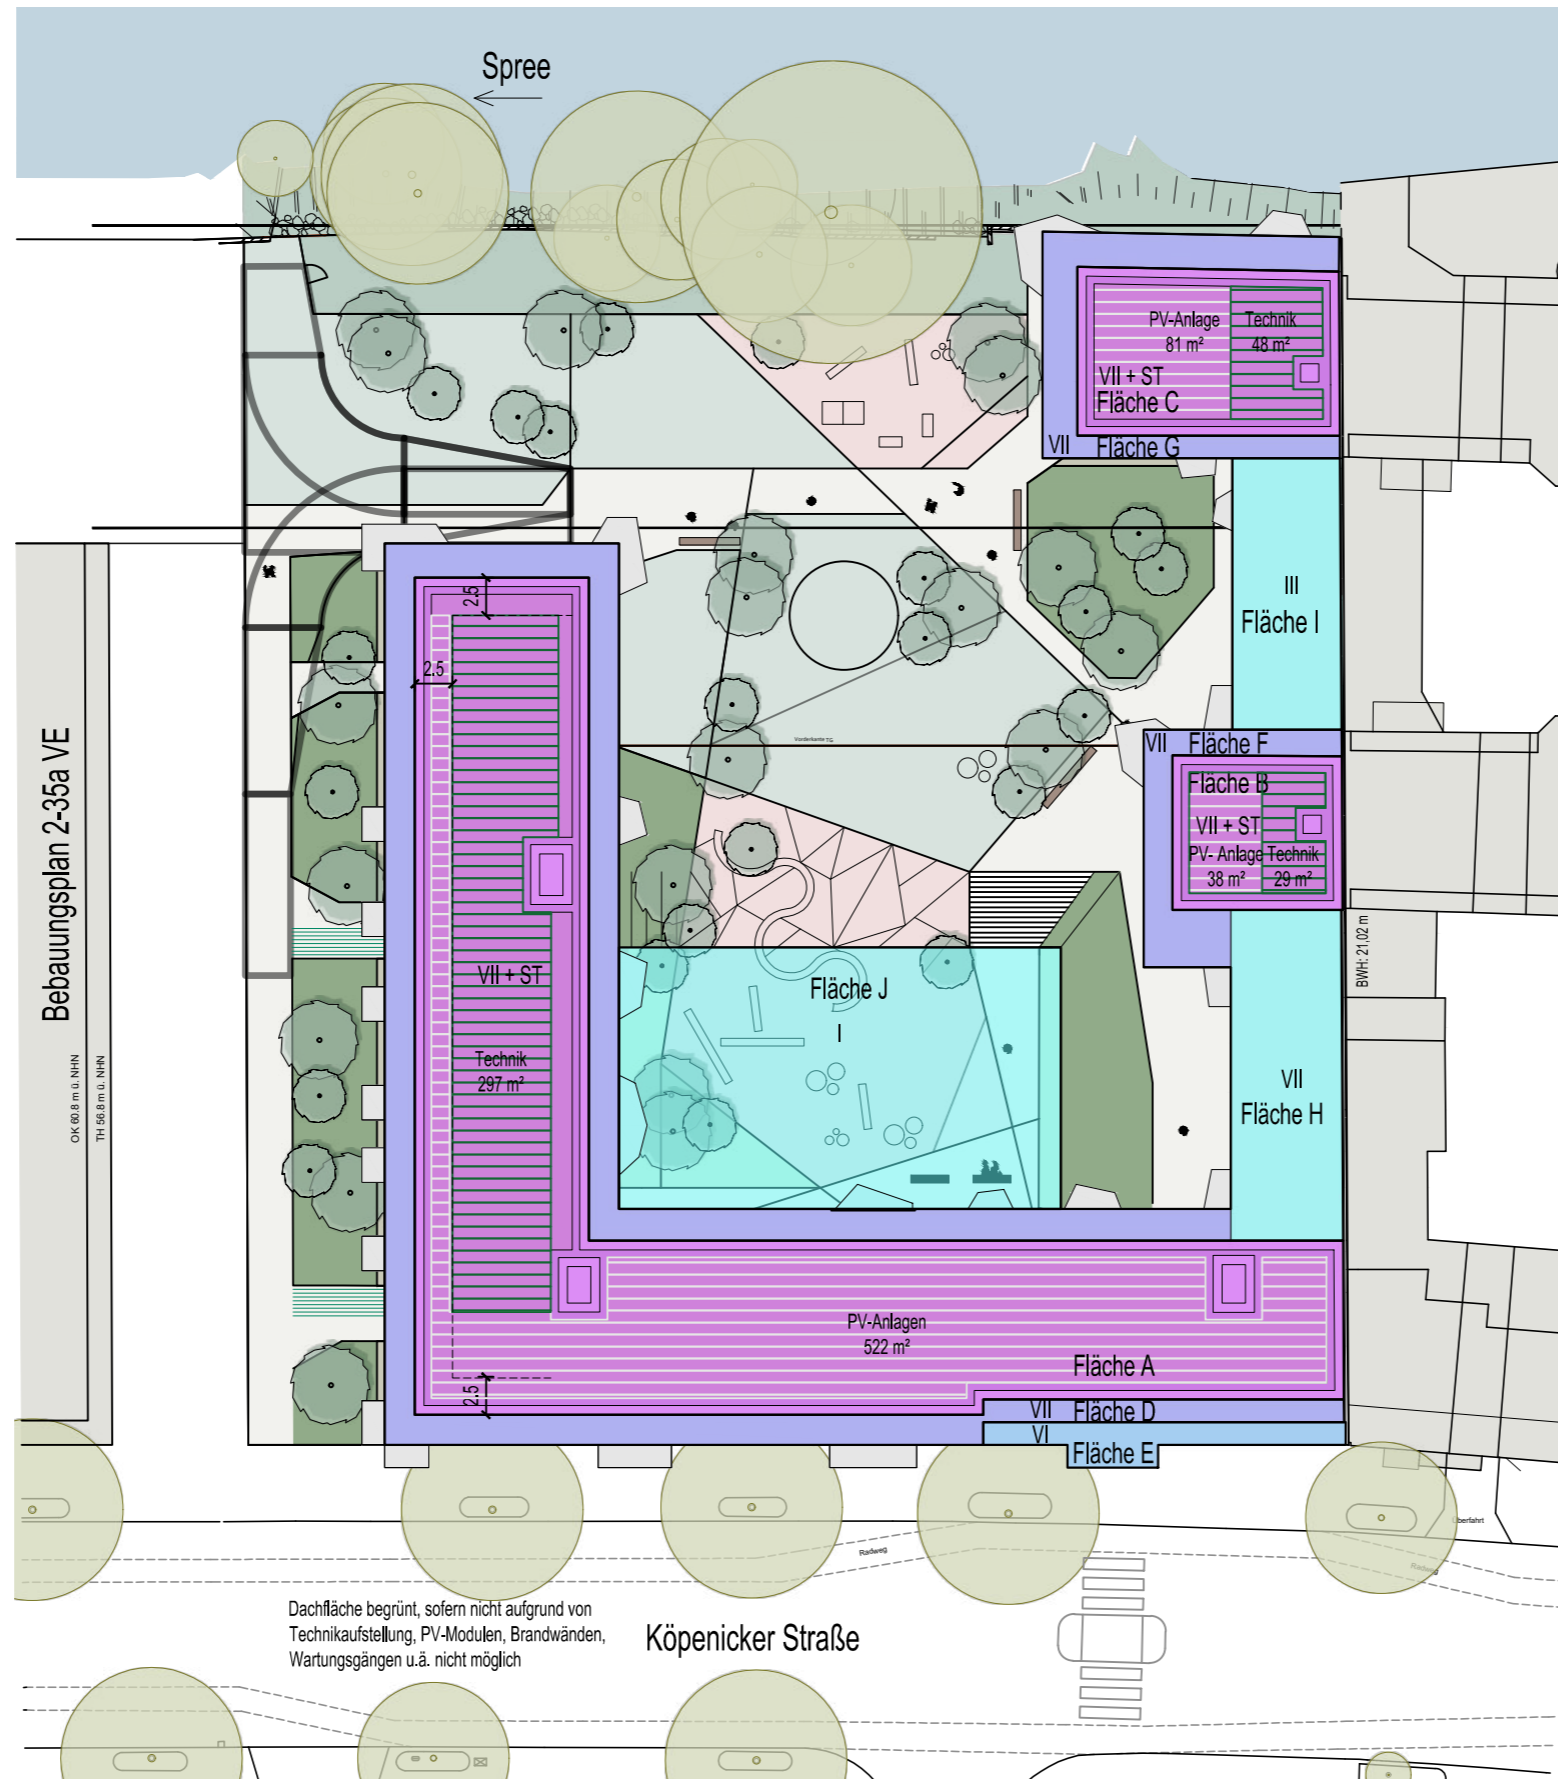 Spree
PV-Anlage
81 m²
Technik
48 m²
VII + ST
Fläche C
VII
Fläche G
III
Fläche I
2.5
2.5
Vorderkante TG
VII
Fläche F
Fläche B
VII + ST
PV- Anlage
38 m²
Technik
29 m²
Bebauungsplan 2-35a VE
OK 60.8 m ü. NHN
TH 56.8 m ü. NHN
BWH: 21,02 m
VII + ST
Fläche J
I
Technik
297 m²
VII
Fläche H
PV-Anlagen
522 m²
Fläche A
2.5
VII
Fläche D
VI
Fläche E
Überfahrt
Radweg
Radweg
Dachfläche begrünt, sofern nicht aufgrund von
Technikaufstellung, PV-Modulen, Brandwänden,
Wartungsgängen u.ä. nicht möglich
Köpenicker Straße